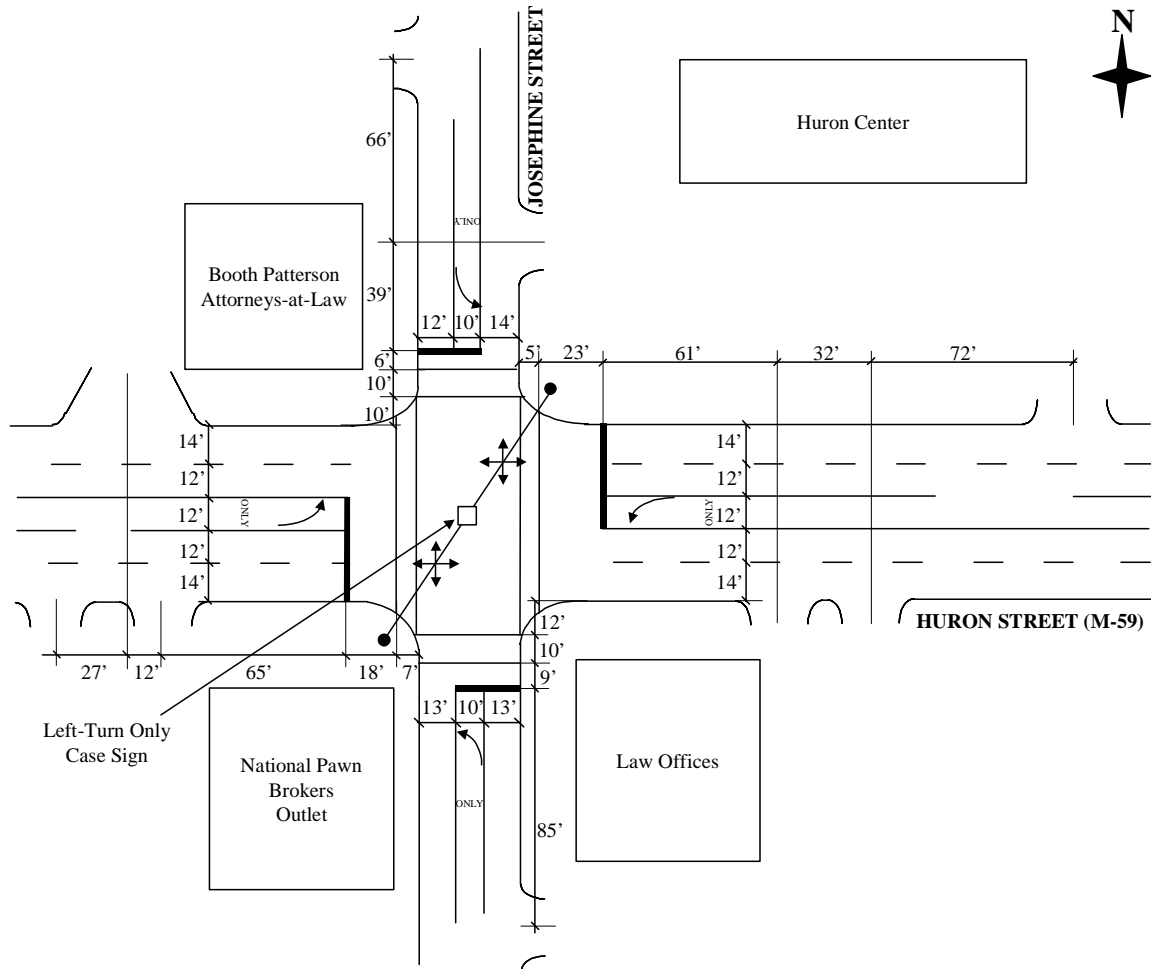 N
JOSEPHINE STREET
Huron Center
66’
ONLY
Booth Patterson
Attorneys-at-Law
39’
12’ 10’ 14’
6’
5’ 23’ 61’ 32’ 72’
10’
10’
14’
12’
12’
12’
14’
ONLY
14’
12’
12’
12’
14’
ONLY
HURON STREET (M-59)
12’
10’
9’
27’ 12’ 65’ 18’ 7’
13’ 10’ 13’
Left-Turn Only
Case Sign
National Pawn
Brokers
Outlet
ONLY
Law Offices
85’